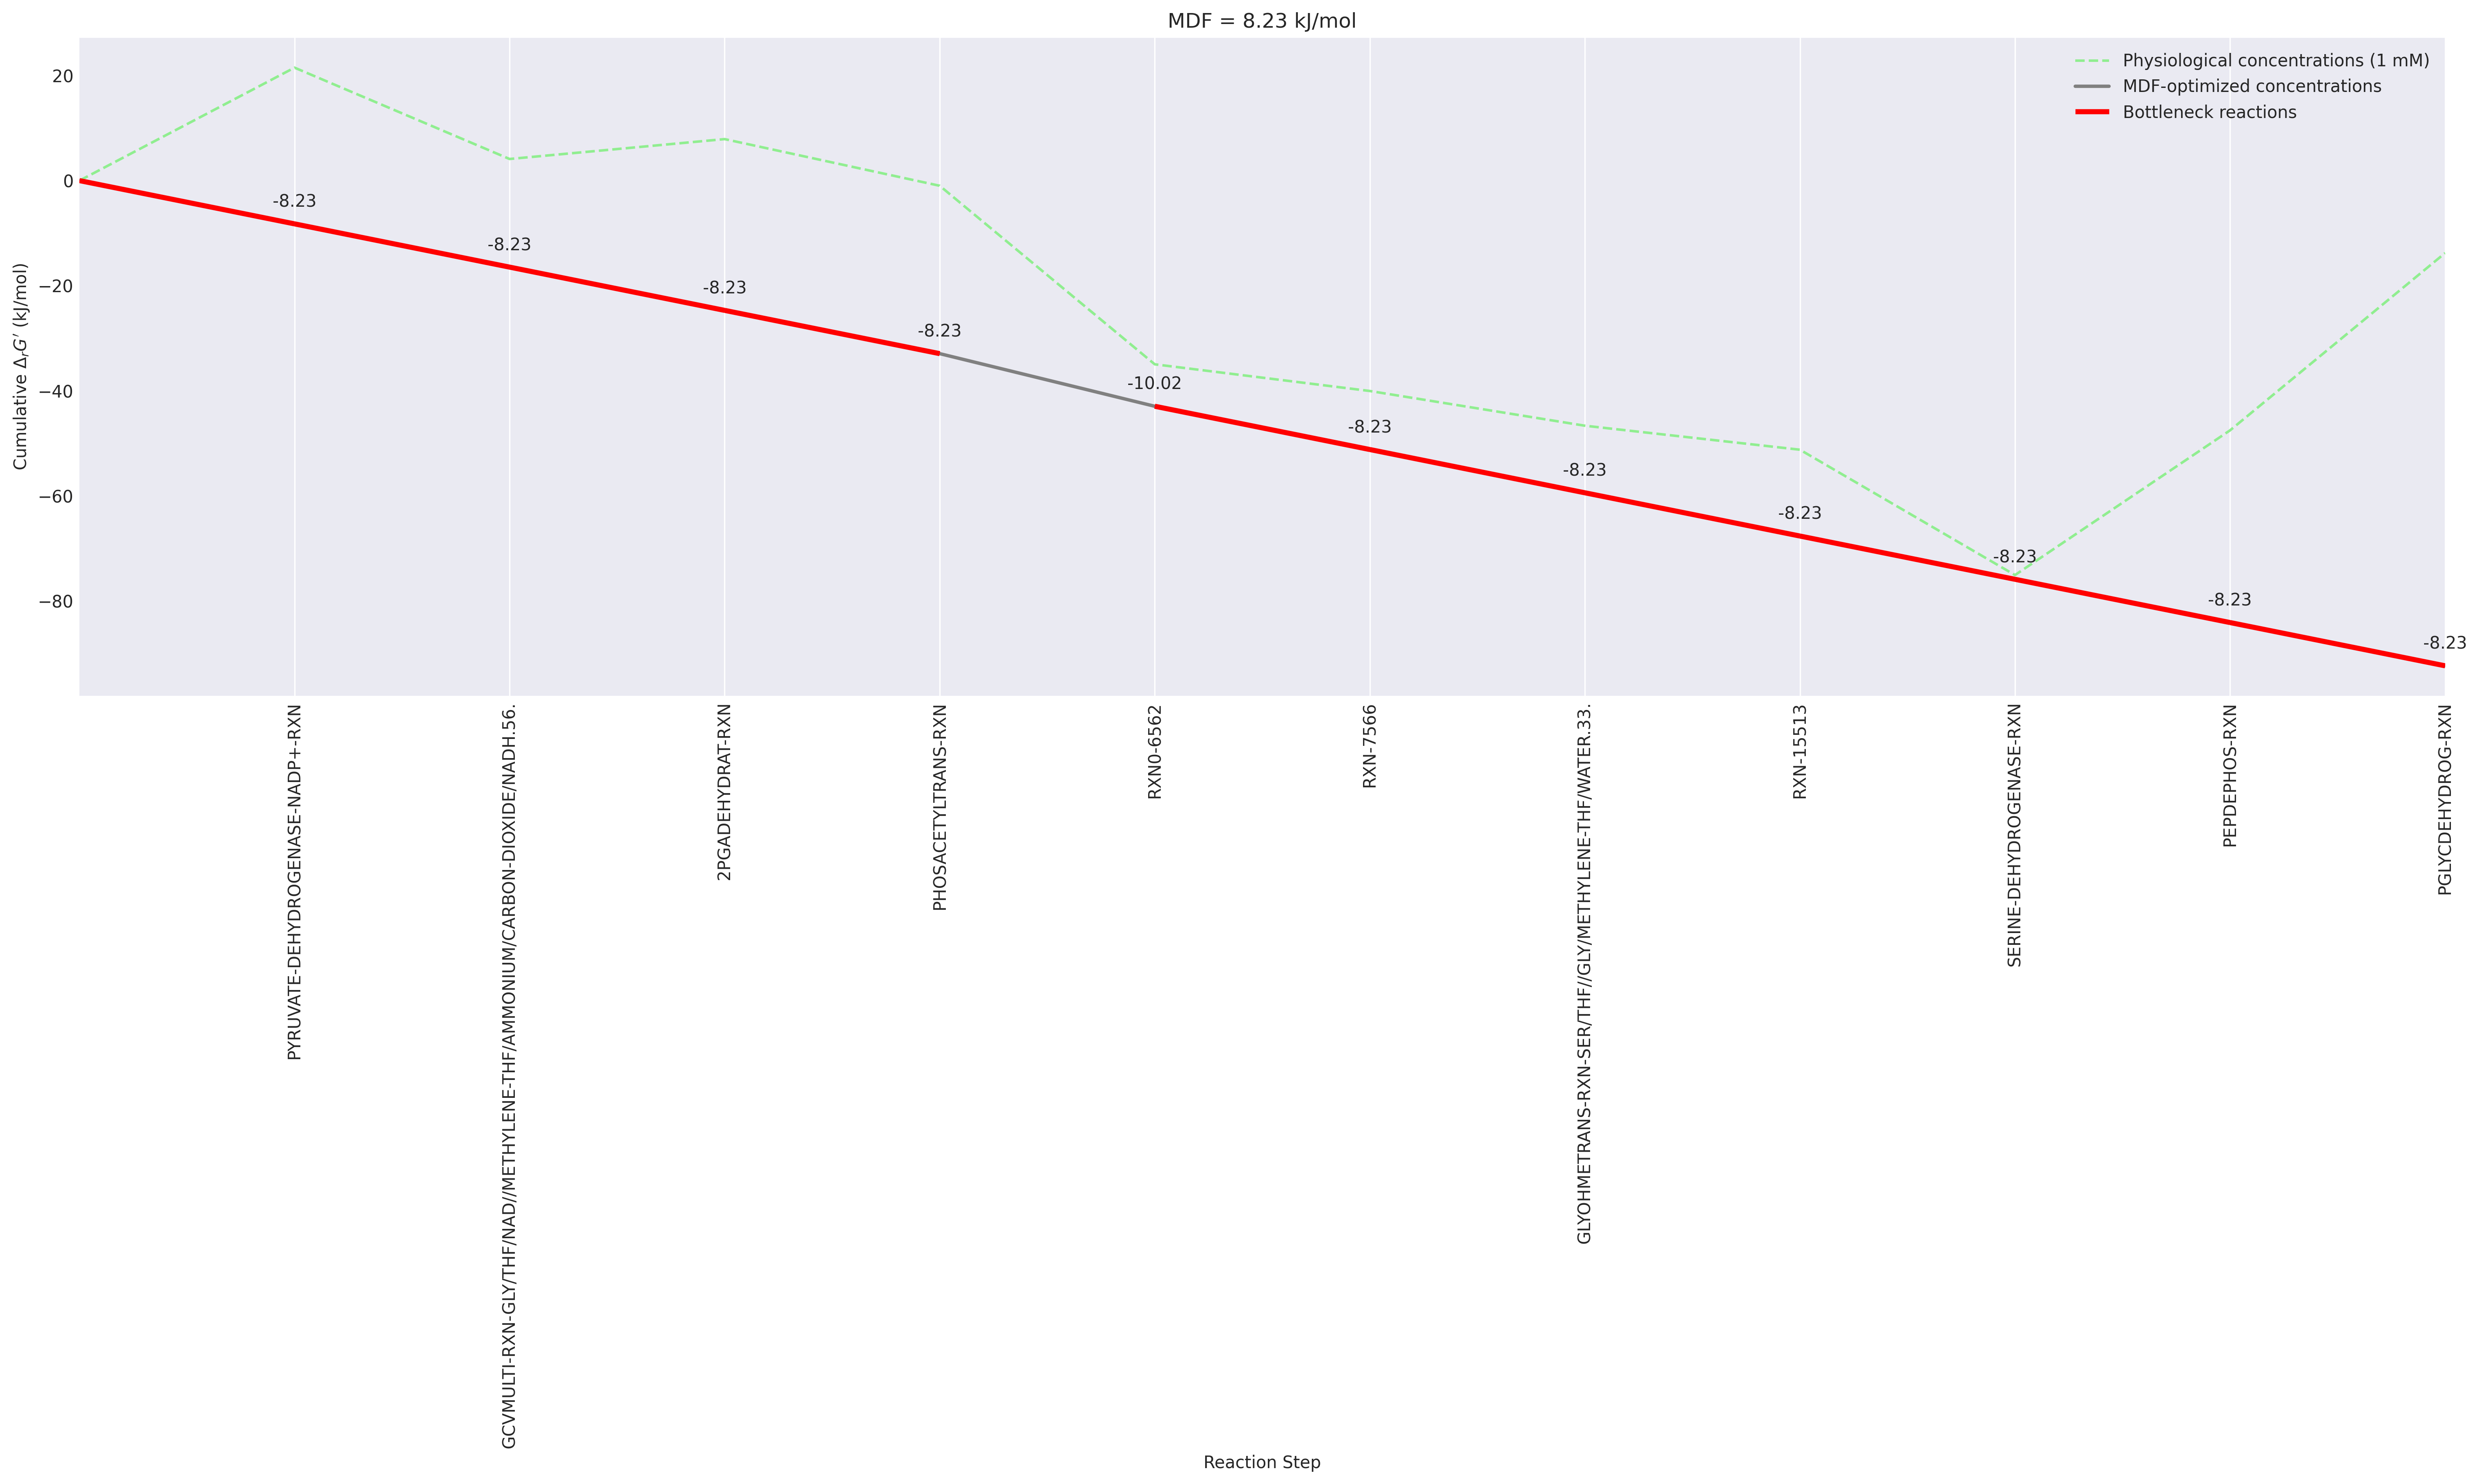 MDF = 8.23 kJ/mol
Physiological concentrations (1 mM)
MDF-optimized concentrations
Bottleneck reactions
Cumulative ΔrG′ (kJ/mol)
20
0
−20
−40
−60
−80
-8.23
-8.23
-8.23
-8.23
-10.02
-8.23
-8.23
-8.23
-8.23
-8.23
-8.23
PYRUVATE-DEHYDROGENASE-NADP+-RXN
GCVMULTI-RXN-GLY/THF/NAD//METHYLENE-THF/AMMONIUM/CARBON-DIOXIDE/NADH.56.
2PGADEHYDRAT-RXN
PHOSACETYLTRANS-RXN
RXN0-6562
RXN-7566
GLYOHMETRANS-RXN-SER/THF//GLY/METHYLENE-THF/WATER.33.
RXN-15513
SERINE-DEHYDROGENASE-RXN
PEPDEPHOS-RXN
PGLYCDEHYDROG-RXN
Reaction Step